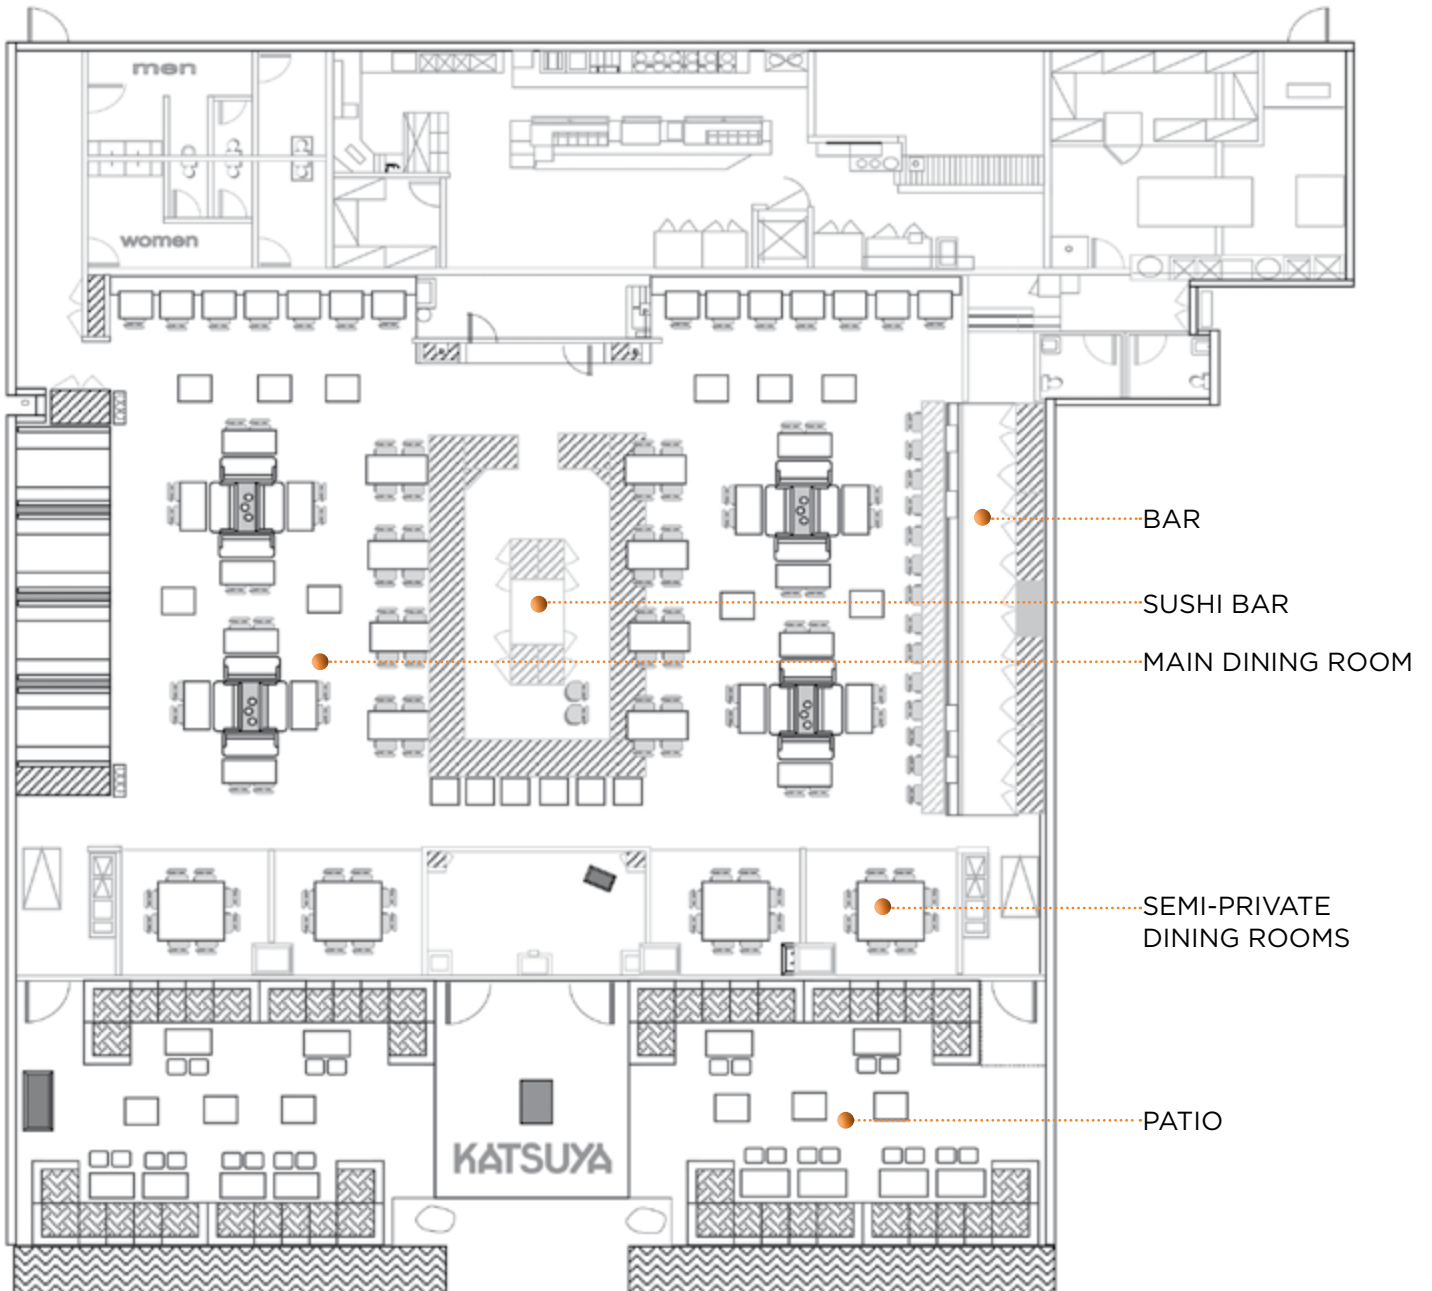 men
women
BAR
SUSHI BAR
MAIN DINING ROOM
SEMI-PRIVATE
DINING ROOMS
PATIO
KATSUYA